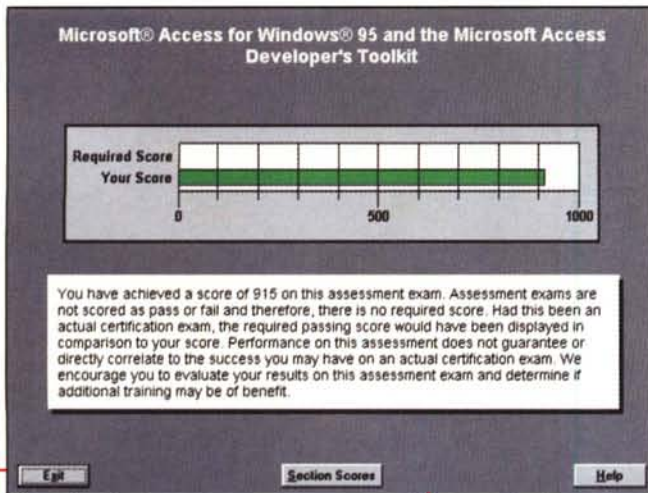 Microsoft® Access for Windows® 95 and the Microsoft Access
Developer's Toolkit
Required Score
Your Score
0 500 1000
You have achieved a score of 915 on this assessment exam. Assessment exams are
not scored as pass or fail and therefore, there is no required score. Had this been an
actual certification exam, the required passing score would have been displayed in
comparison to your score. Performance on this assessment does not guarantee or
directly correlate to the success you may have on an actual certification exam. We
encourage you to evaluate your results on this assessment exam and determine if
additional training may be of benefit.
Exit Section Scores Help